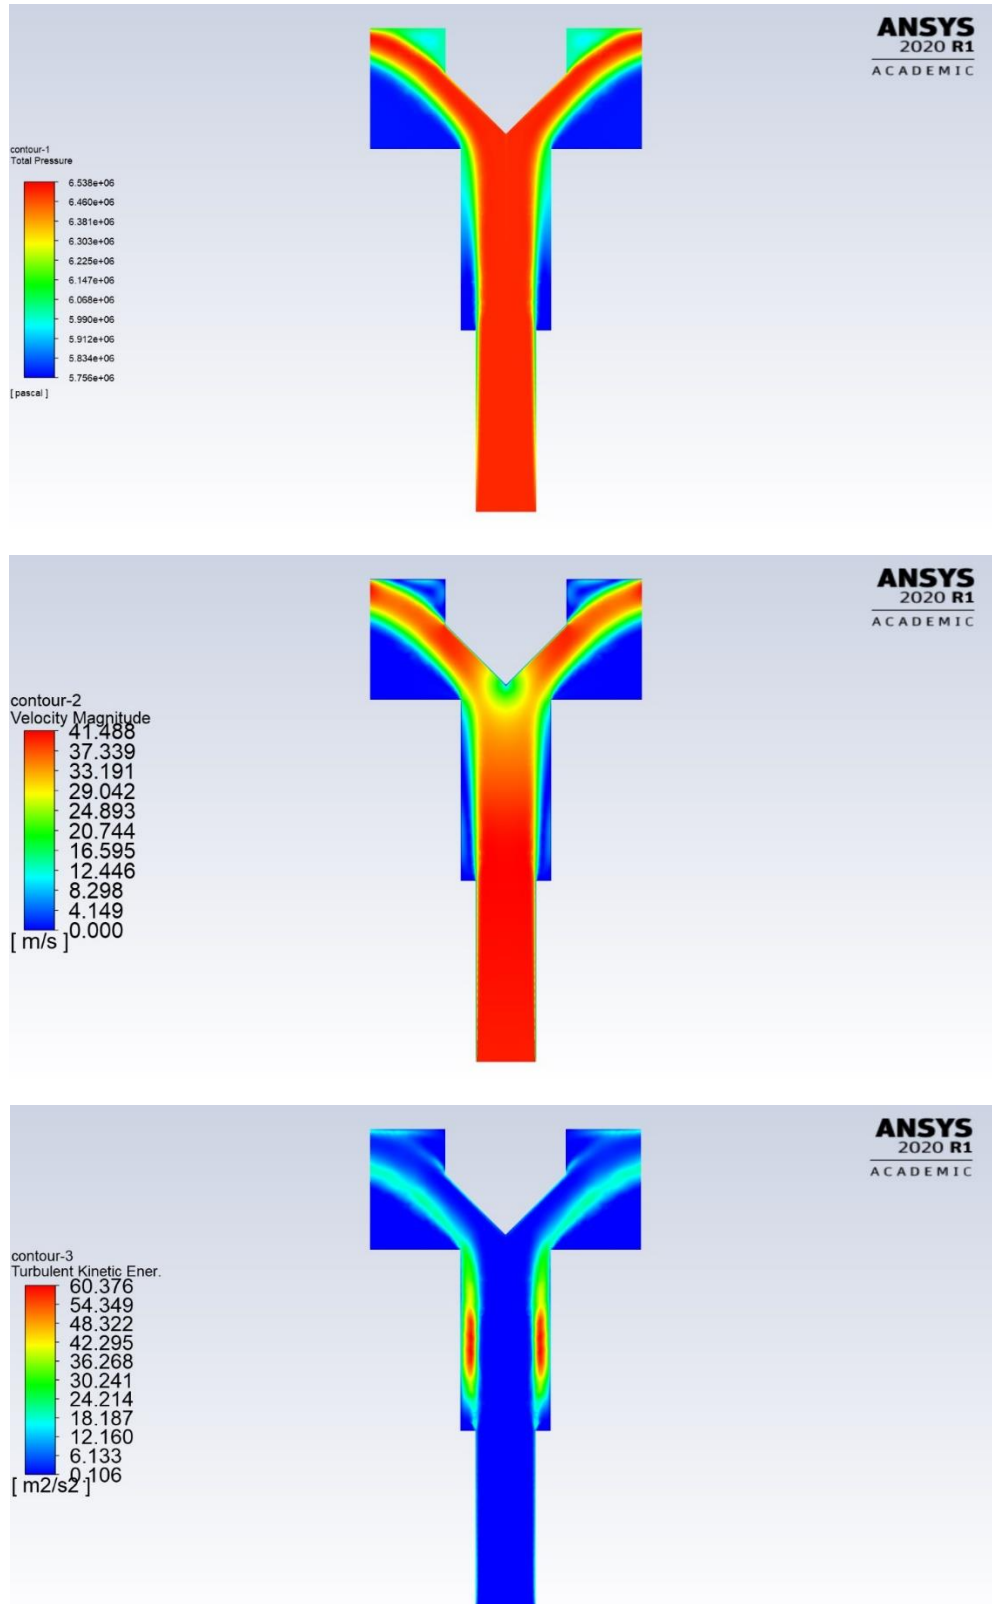 ANSYS
2020 R1
ACADEMIC
contour-1
Total Pressure
6.538e+06
6.460e+06
6.381e+06
6.303e+06
6.225e+06
6.147e+06
6.068e+06
5.990e+06
5.912e+06
5.834e+06
5.756e+06
[ pascal ]
ANSYS
2020 R1
ACADEMIC
contour-2
Velocity Magnitude
41.488
37.339
33.191
29.042
24.893
20.744
16.595
12.446
8.298
4.149
0.000
[ m/s ]
ANSYS
2020 R1
ACADEMIC
contour-3
Turbulent Kinetic Ener.
60.376
54.349
48.322
42.295
36.268
30.241
24.214
18.187
12.160
6.133
0.106
[ m2/s2 ]